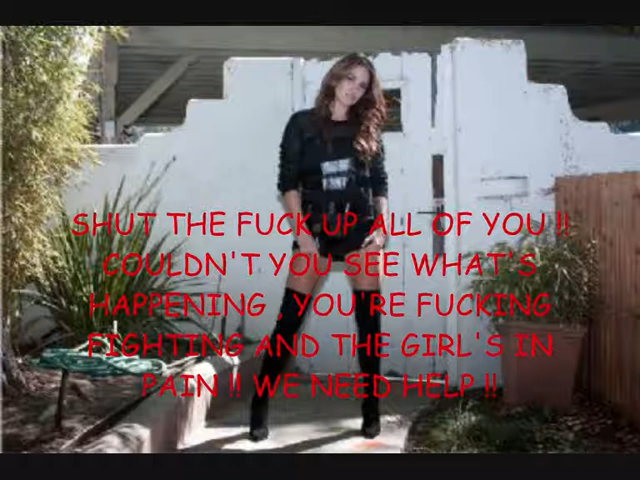 SHUT THE FUCK UP ALL OF YOU !!
COULDN'T YOU SEE WHAT'S
HAPPENING , YOU'RE FUCKING
FIGHTING AND THE GIRL'S IN
PAIN !! WE NEED HELP !!